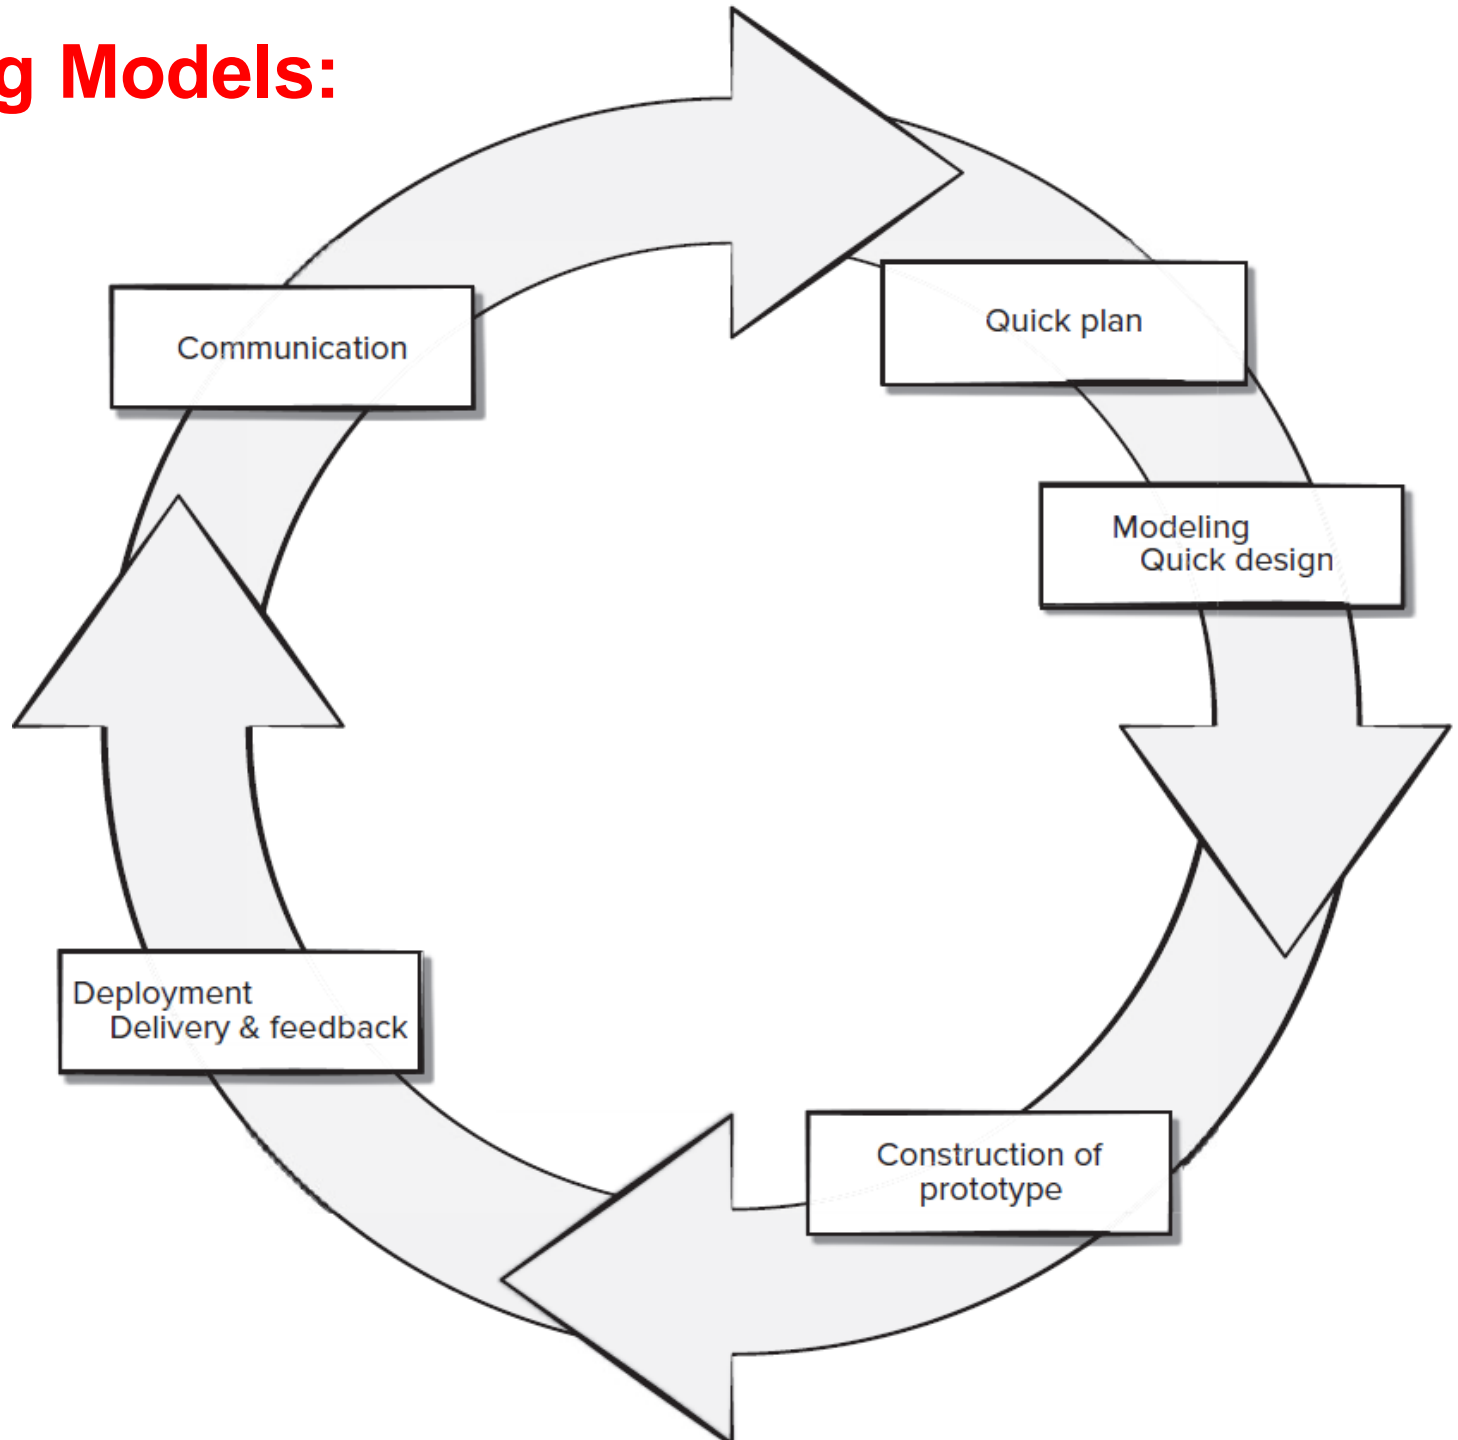 g Models:
Communication
Quick plan
Modeling
Quick design
Construction of
prototype
Deployment
Delivery & feedback